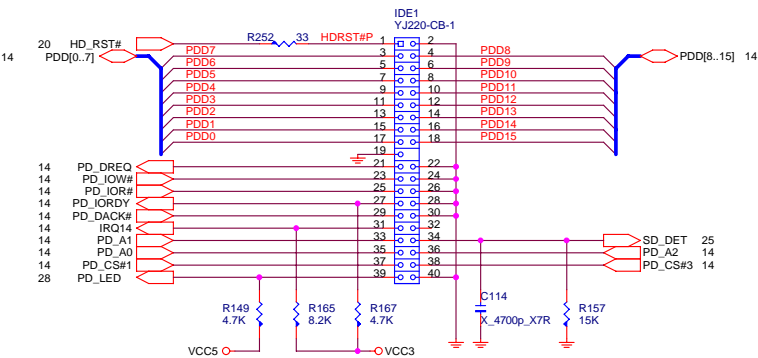 IDE1
YJ220-CB-1
20 HD_RST# R252 33 HDRST#P 1 2
14 PDD[0..7] PDD7 3 4 PDD8 PDD[8..15] 14
PDD6 5 6 PDD9
PDD5 7 8 PDD10
PDD4 9 10 PDD11
PDD3 11 12 PDD12
PDD2 13 14 PDD13
PDD1 15 16 PDD14
PDD0 17 18 PDD15
19
14 PD_DREQ 21 22
14 PD_IOW# 23 24
14 PD_IOR# 25 26
14 PD_IORDY 27 28
14 PD_DACK# 29 30
14 IRQ14 31 32
14 PD_A1 33 34 SD_DET 25
14 PD_A0 35 36 PD_A2 14
14 PD_CS#1 37 38 PD_CS#3 14
28 PD_LED 39 40
R149 R165 R167 C114 R157
4.7K 8.2K 4.7K X_4700p_X7R 15K
VCC5 VCC3